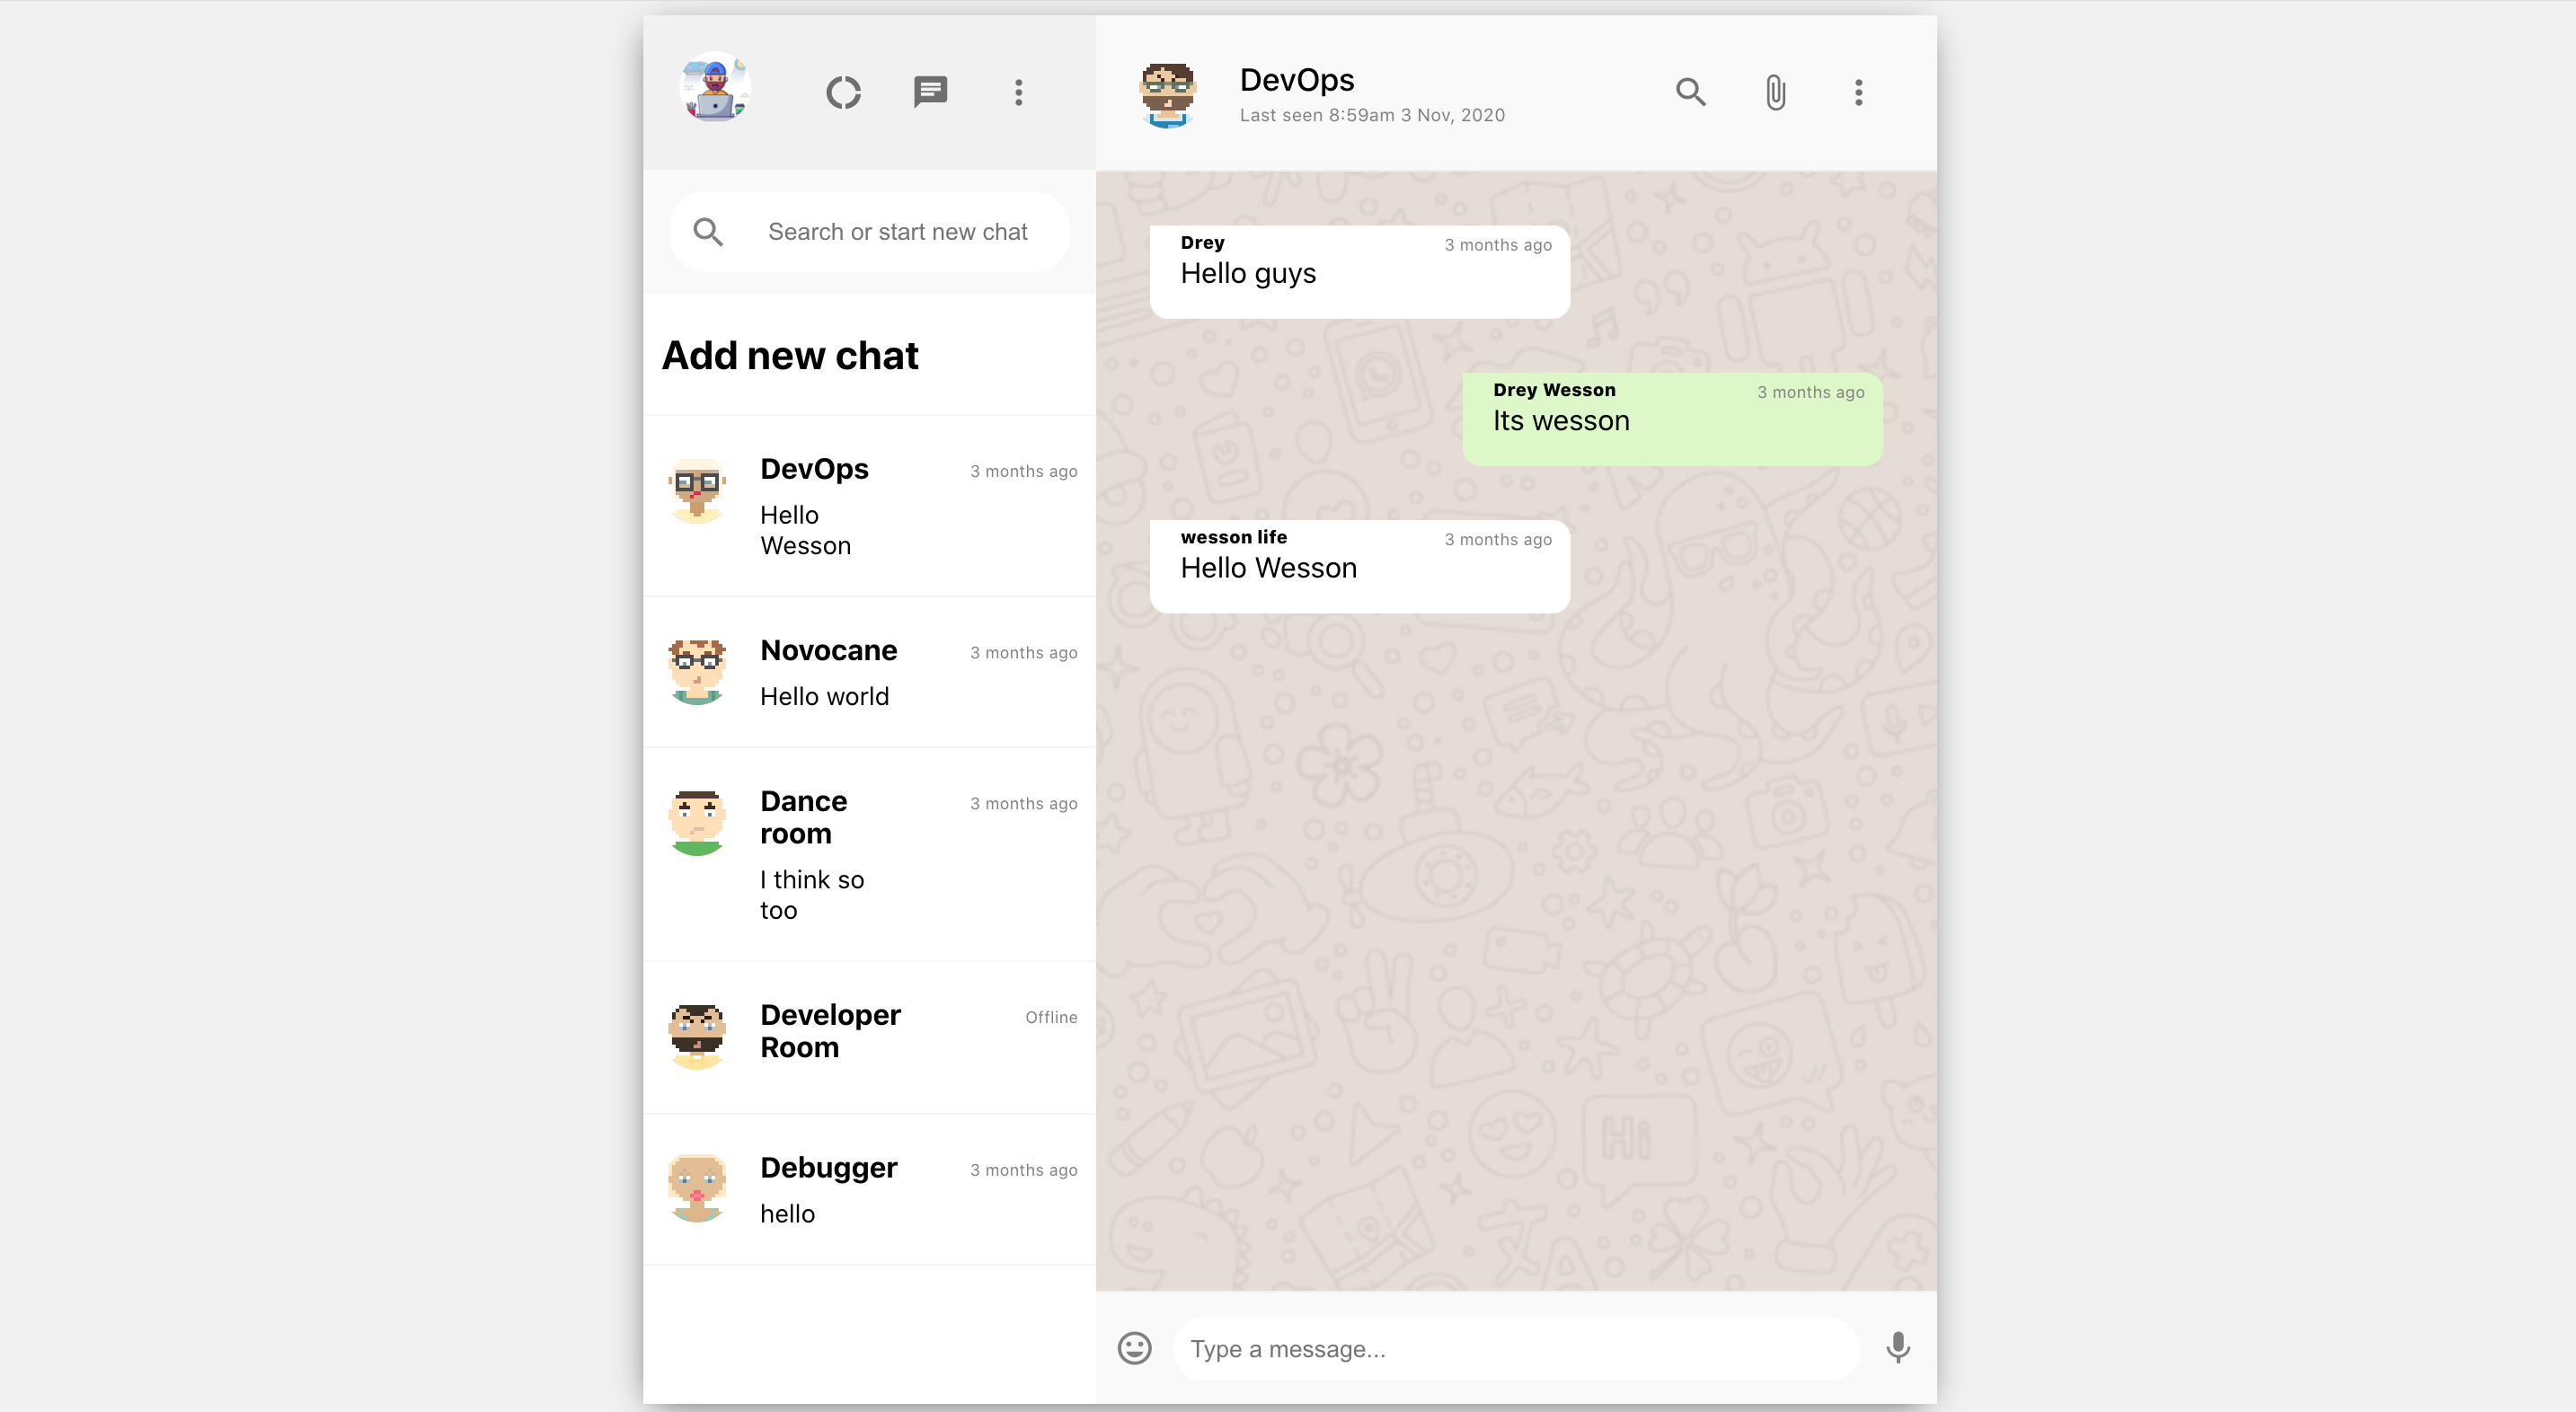 Search or start new chat
Add new chat
DevOps
3 months ago
Hello
Wesson
Novocane
3 months ago
Hello world
Dance
room
3 months ago
I think so
too
Developer
Room
Offline
Debugger
3 months ago
hello
DevOps
Last seen 8:59am 3 Nov, 2020
Drey
3 months ago
Hello guys
Drey Wesson
3 months ago
Its wesson
wesson life
3 months ago
Hello Wesson
Hi
Type a message...